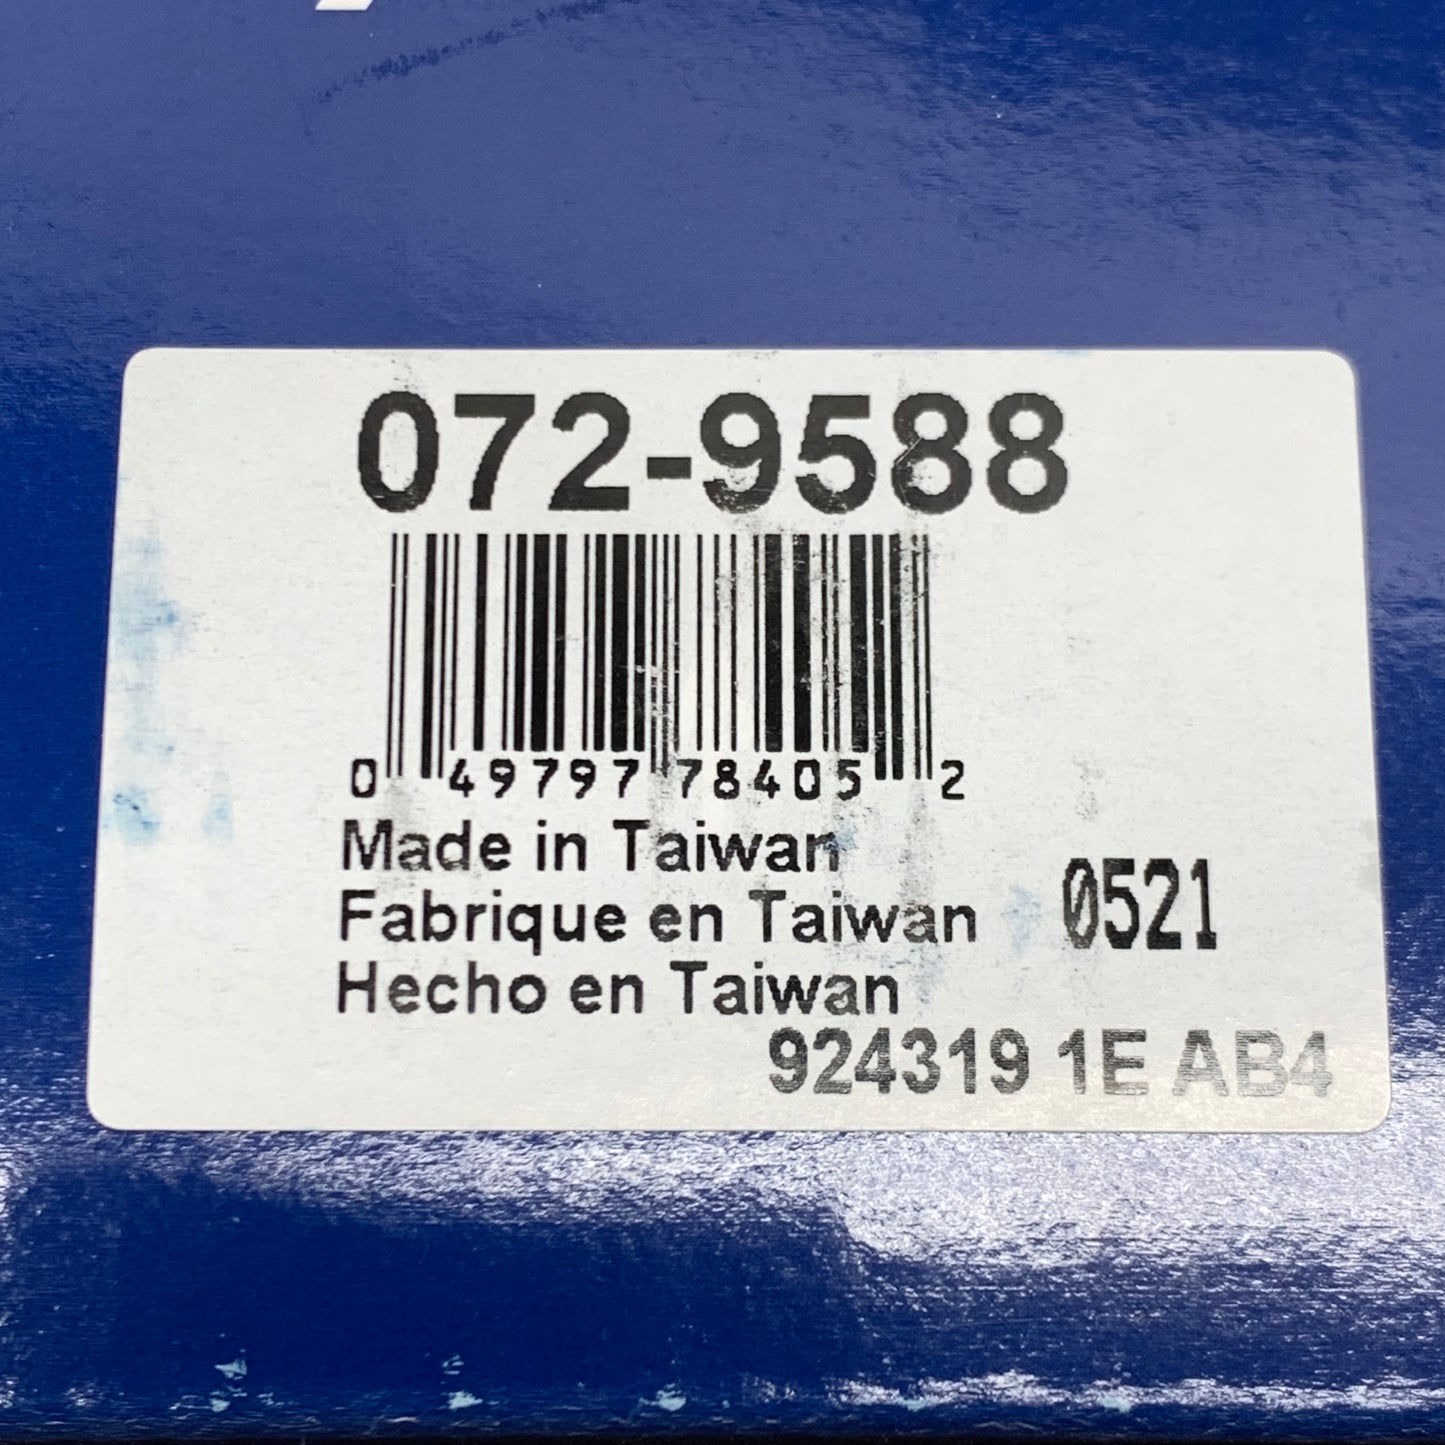 072-9588
0 49797 78405 2
Made in Taiwan
Fabrique en Taiwan 0521
Hecho en Taiwan
924319 1E AB4